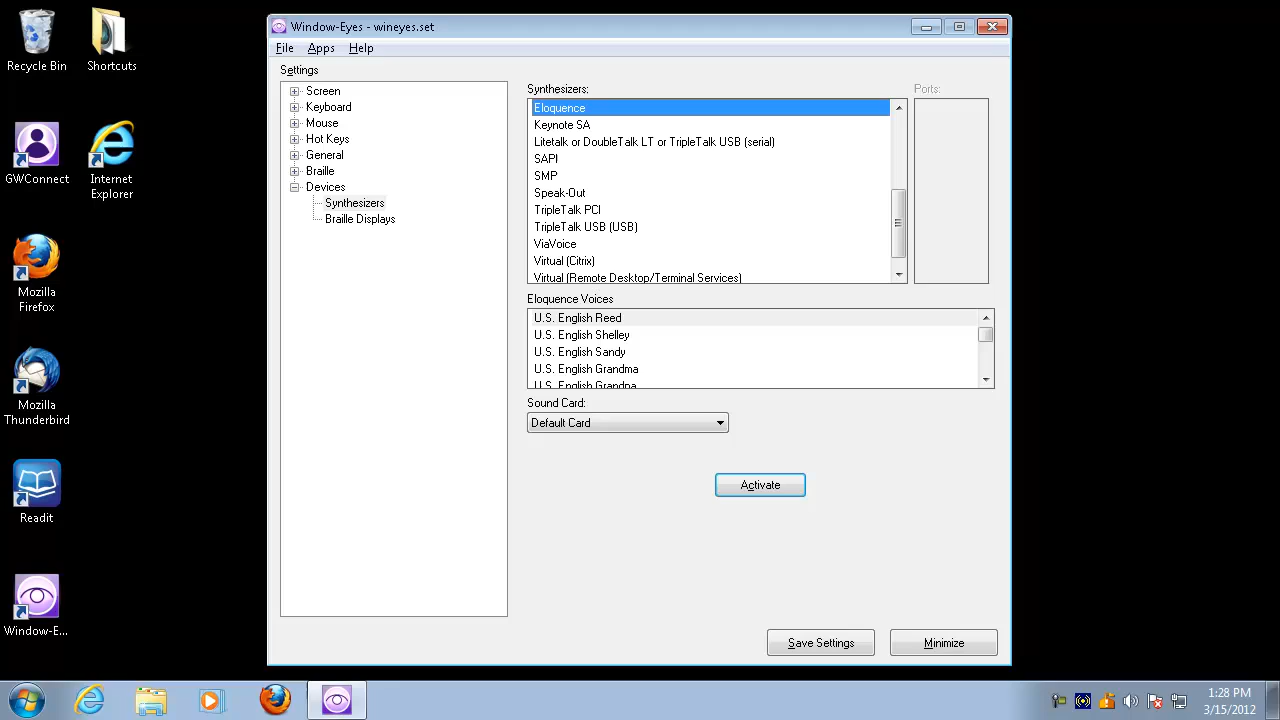 Recycle Bin
Shortcuts
GWConnect
Internet
Explorer
Mozilla
Firefox
Mozilla
Thunderbird
Readit
Window-E...
Window-Eyes - wineyes.set
File Apps Help
Settings
Screen
Keyboard
Mouse
Hot Keys
General
Braille
Devices
Synthesizers
Braille Displays
Synthesizers:
Eloquence
Keynote SA
Litetalk or DoubleTalk LT or TripleTalk USB (serial)
SAPI
SMP
Speak-Out
TripleTalk PCI
TripleTalk USB (USB)
ViaVoice
Virtual (Citrix)
Virtual (Remote Desktop/Terminal Services)
Ports:
Eloquence Voices
U.S. English Reed
U.S. English Shelley
U.S. English Sandy
U.S. English Grandma
U.S. English Grandpa
Sound Card:
Default Card
Activate
Save Settings
Minimize
1:28 PM
3/15/2012